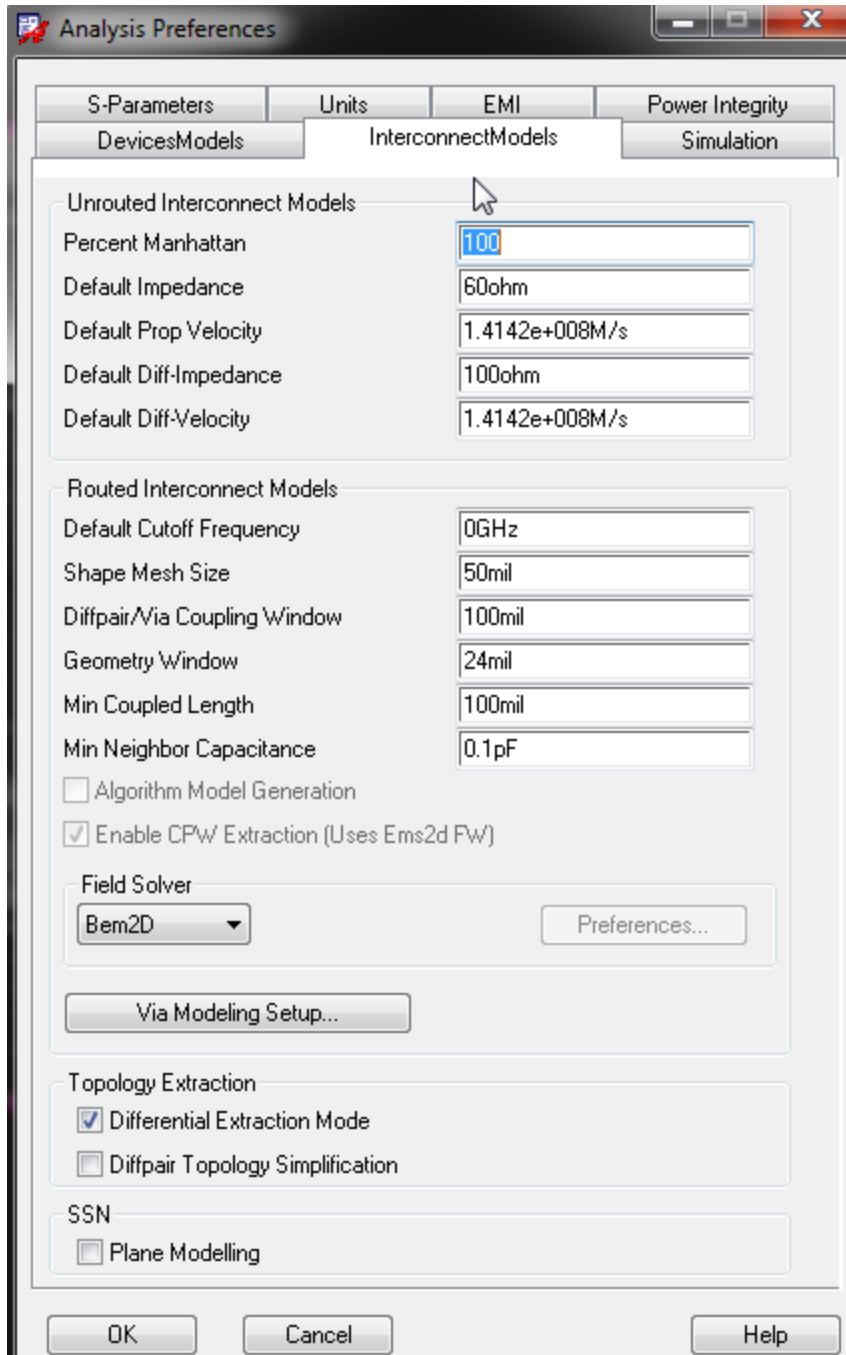 Analysis Preferences
S-Parameters Units EMI Power Integrity
DevicesModels InterconnectModels Simulation
Unrouted Interconnect Models
Percent Manhattan 100
Default Impedance 60ohm
Default Prop Velocity 1.4142e+008M/s
Default Diff-Impedance 100ohm
Default Diff-Velocity 1.4142e+008M/s
Routed Interconnect Models
Default Cutoff Frequency 0GHz
Shape Mesh Size 50mil
Diffpair/Via Coupling Window 100mil
Geometry Window 24mil
Min Coupled Length 100mil
Min Neighbor Capacitance 0.1pF
Algorithm Model Generation
Enable CPW Extraction (Uses Ems2d FW)
Field Solver
Bem2D Preferences...
Via Modeling Setup...
Topology Extraction
Differential Extraction Mode
Diffpair Topology Simplification
SSN
Plane Modelling
OK Cancel Help